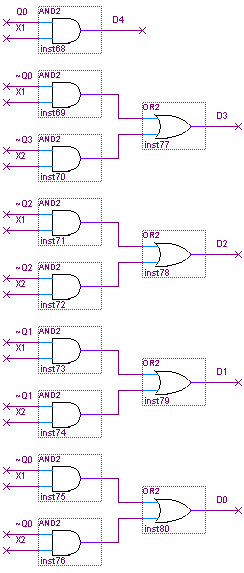 Q0 AND2 D4
X1
inst68
~Q0 AND2
X1 OR2 D3
inst69
~Q3 AND2
X2 inst77
inst70
~Q2 AND2
X1 OR2 D2
inst71
~Q2 AND2
X2 inst78
inst72
~Q1 AND2
X1 OR2 D1
inst73
~Q1 AND2
X2 inst79
inst74
~Q0 AND2
X1 OR2 D0
inst75
~Q0 AND2
X2 inst80
inst76